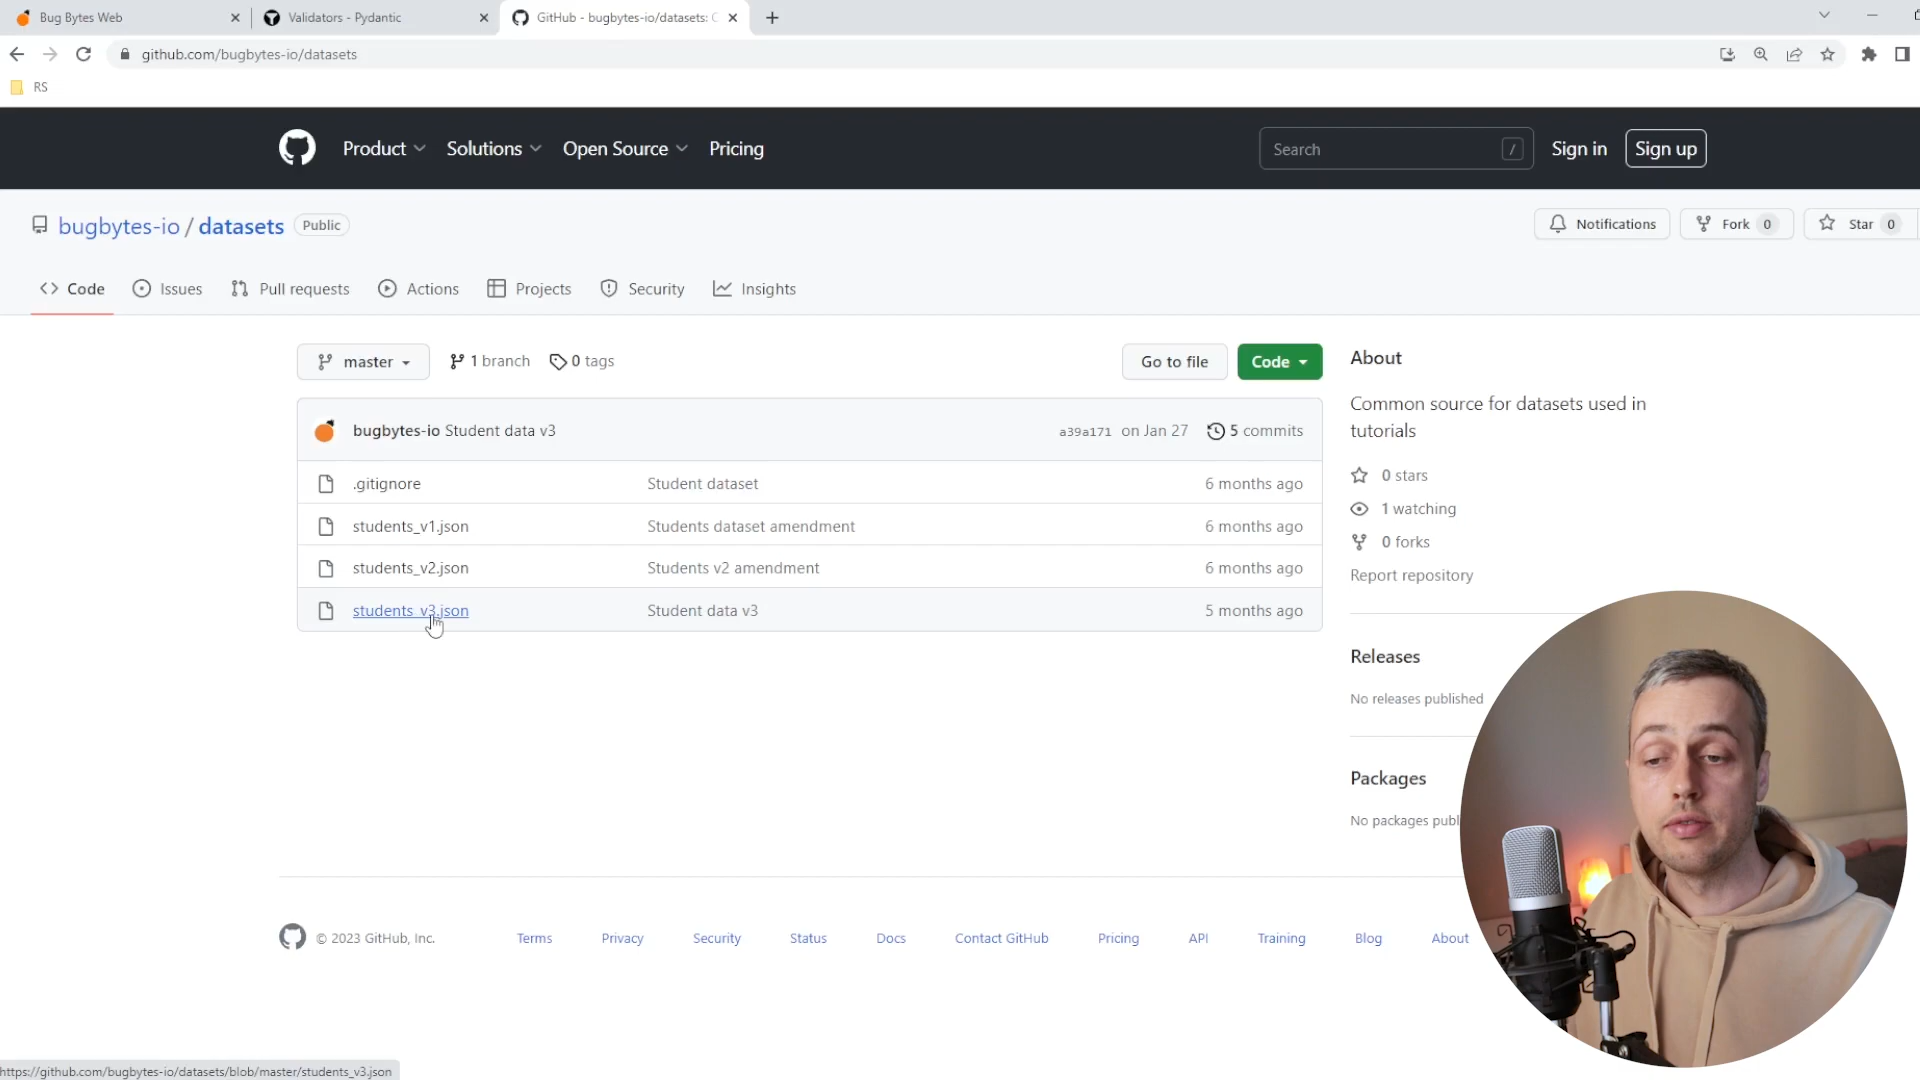 Bug Bytes Web
Validators - Pydantic
GitHub - bugbytes-io/datasets: C
github.com/bugbytes-io/datasets
RS
Product
Solutions
Open Source
Pricing
Search /
Sign in
Sign up
bugbytes-io / datasets Public
Notifications
Fork 0
Star 0
Code
Issues
Pull requests
Actions
Projects
Security
Insights
master
1 branch
0 tags
Go to file
Code
bugbytes-io Student data v3
a39a171 on Jan 27
5 commits
.gitignore Student dataset 6 months ago
students_v1.json Students dataset amendment 6 months ago
students_v2.json Students v2 amendment 6 months ago
students_v3.json Student data v3 5 months ago
About
Common source for datasets used in
tutorials
0 stars
1 watching
0 forks
Report repository
Releases
No releases published
Packages
No packages publ
© 2023 GitHub, Inc.
Terms
Privacy
Security
Status
Docs
Contact GitHub
Pricing
API
Training
Blog
About
https://github.com/bugbytes-io/datasets/blob/master/students_v3.json